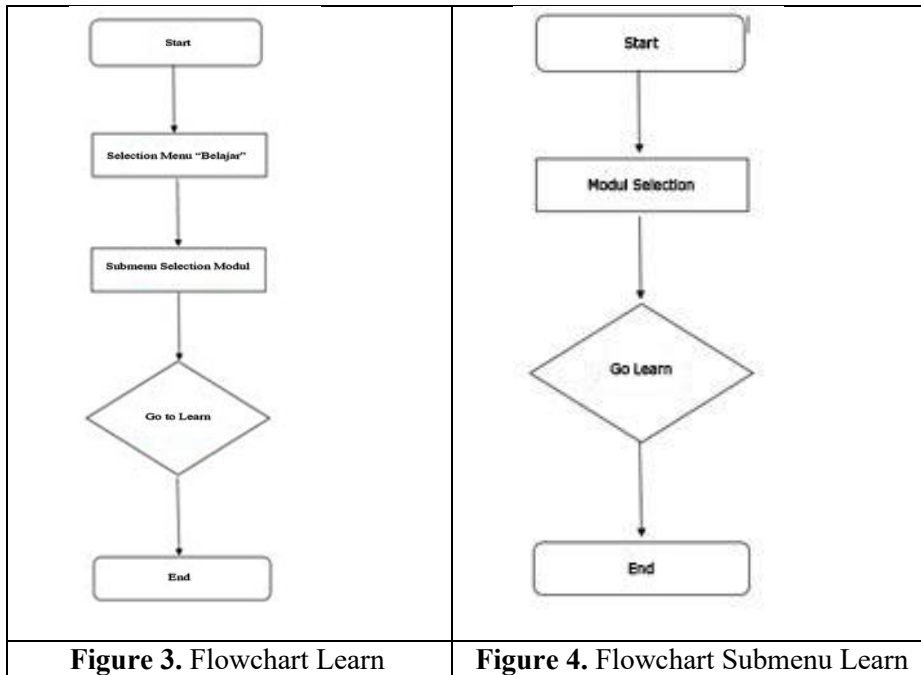 Start
Selection Menu “Belajar”
Submenu Selection Modul
Go to Learn
End
Figure 3. Flowchart Learn
Start
Modul Selection
Go Learn
End
Figure 4. Flowchart Submenu Learn